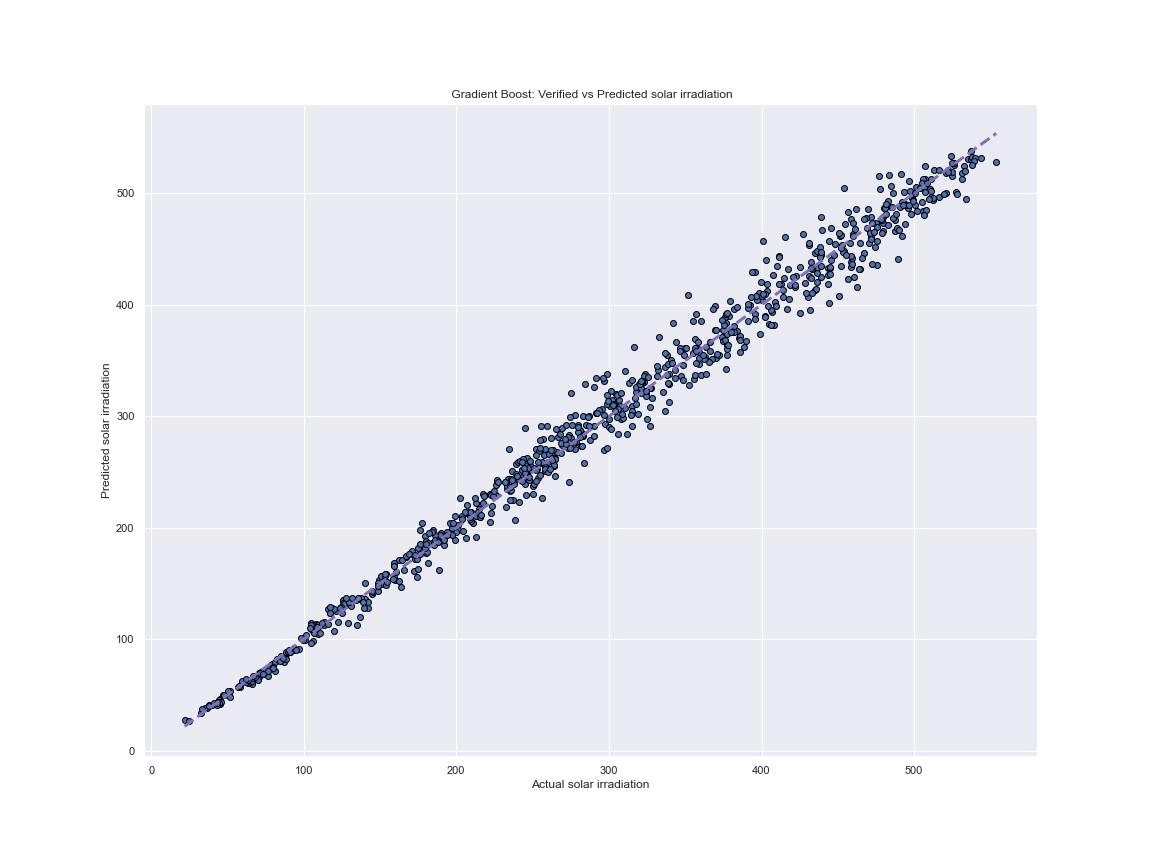 Gradient Boost: Verified vs Predicted solar irradiation
500
400
300
200
100
0
Predicted solar irradiation
0 100 200 300 400 500
Actual solar irradiation